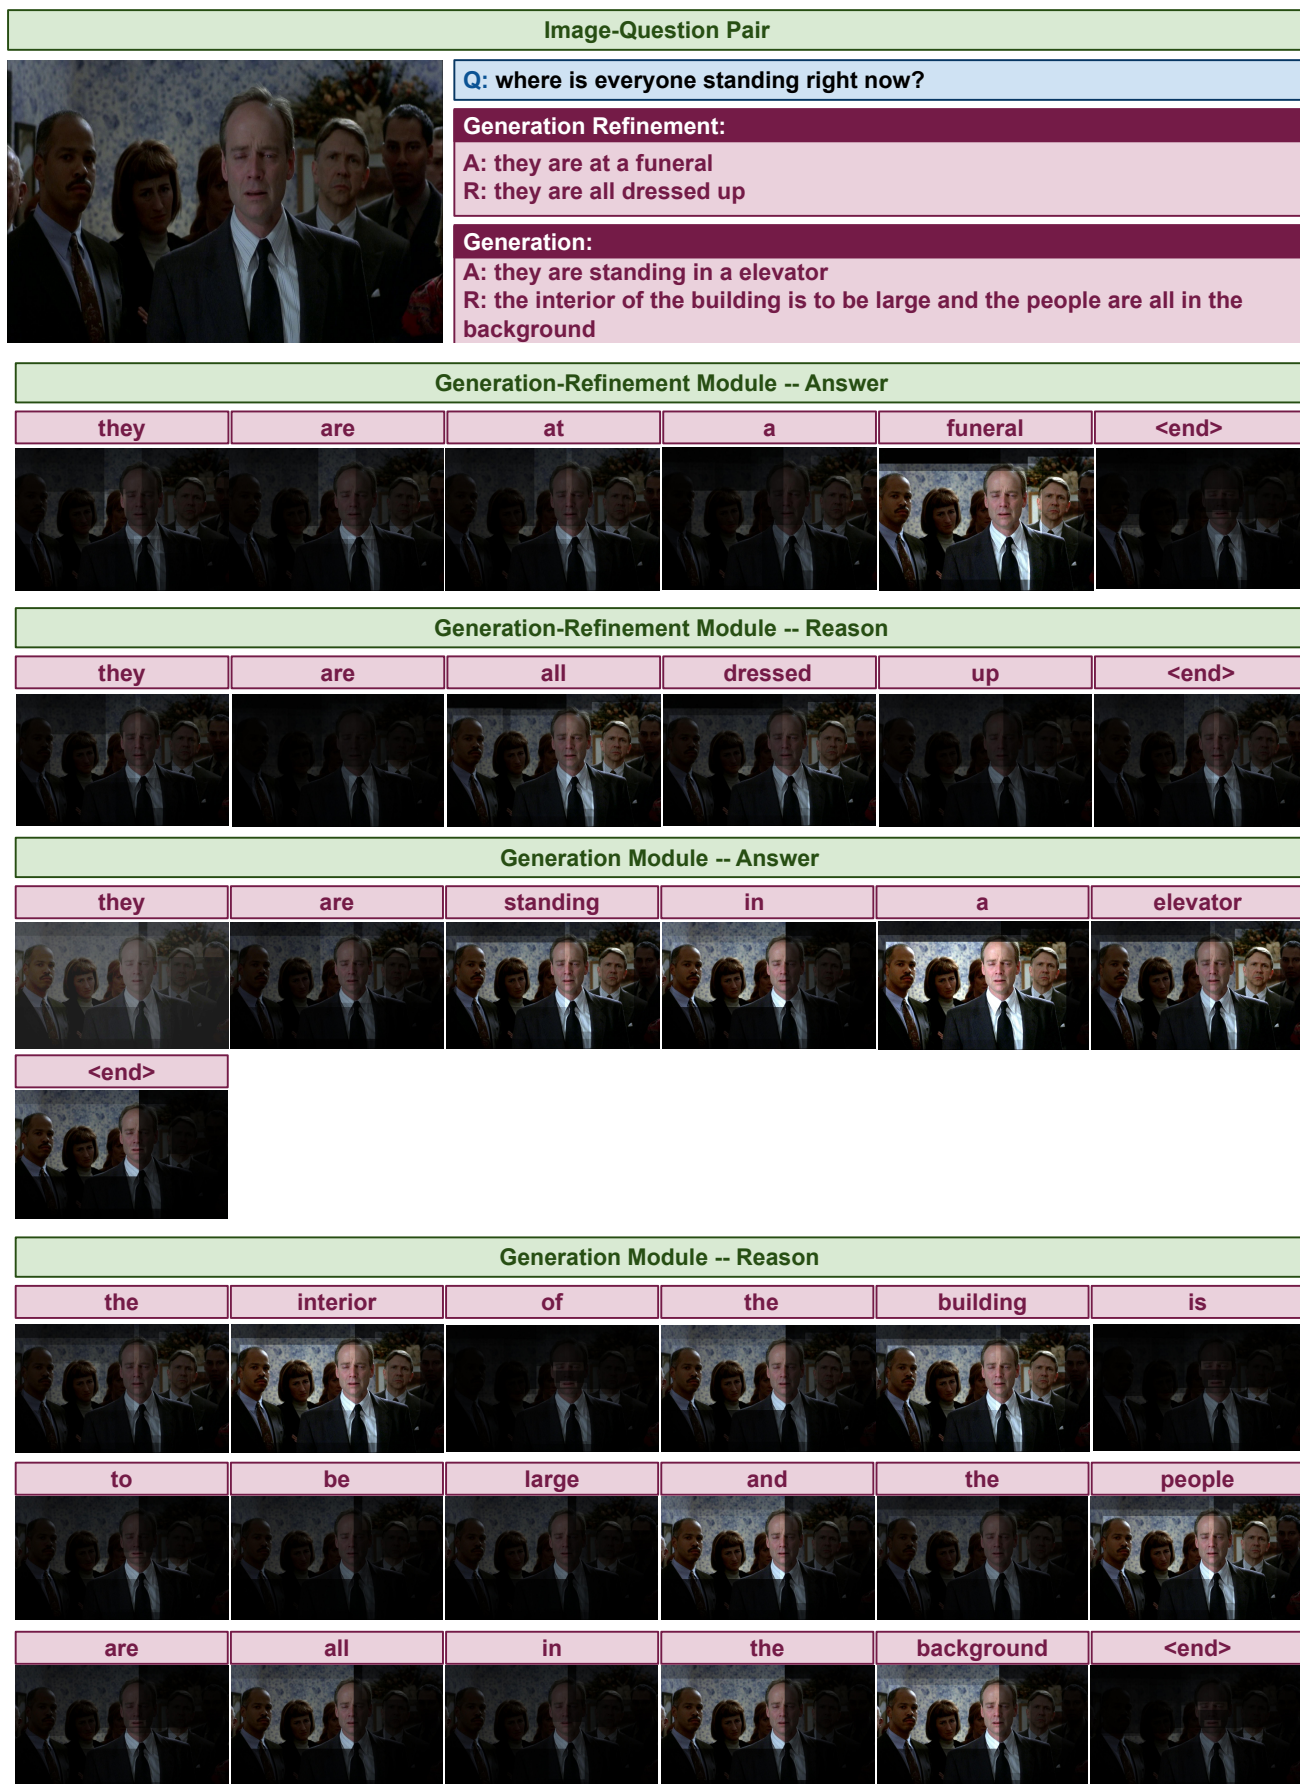 Image-Question Pair
Q: where is everyone standing right now?
Generation Refinement:
A: they are at a funeral
R: they are all dressed up
Generation:
A: they are standing in a elevator
R: the interior of the building is to be large and the people are all in the
background
Generation-Refinement Module -- Answer
they are at a funeral <end>
Generation-Refinement Module -- Reason
they are all dressed up <end>
Generation Module -- Answer
they are standing in a elevator
<end>
Generation Module -- Reason
the interior of the building is
to be large and the people
are all in the background <end>